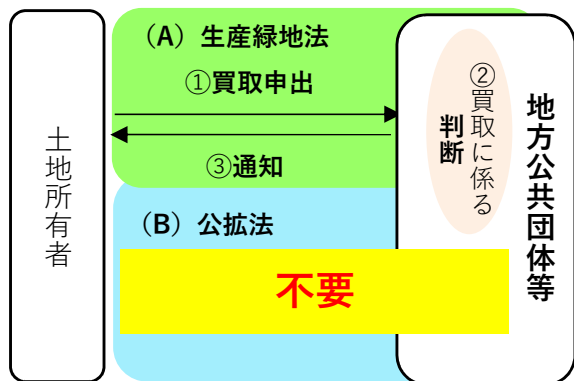 （A）生産緑地法
①買取申出
③通知
土地所有者
②買取に係る
判断
地方公共団体等
（B）公拡法
不要